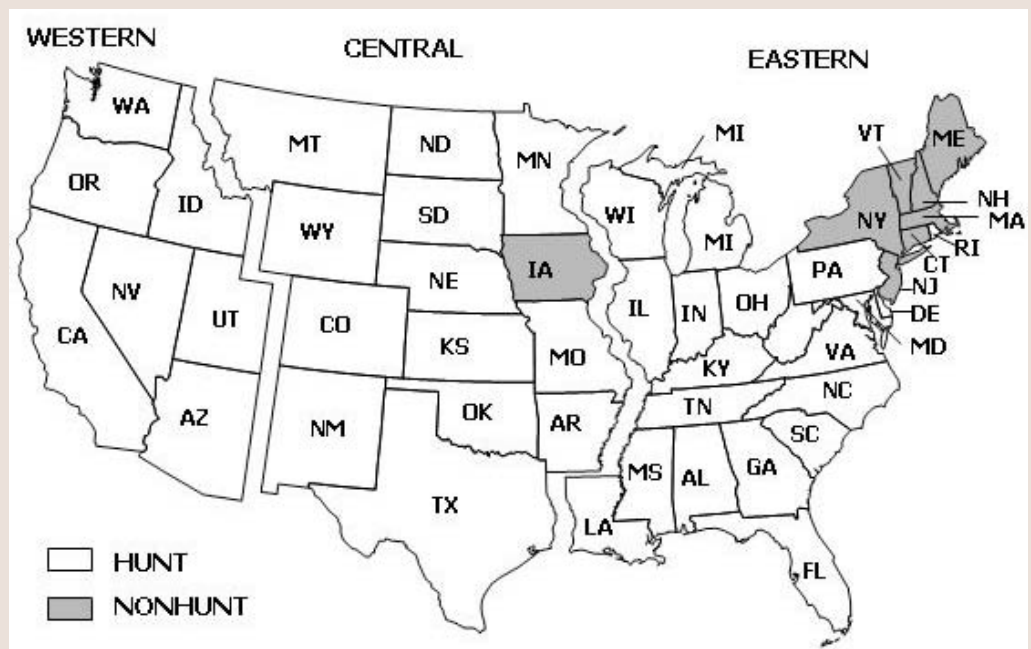 WESTERN
CENTRAL
EASTERN
WA
OR
ID
NV
CA
UT
AZ
MT
ND
MN
WY
SD
NE
IA
CO
KS
MO
NM
OK
AR
TX
MI
WI
MI
IL
IN
OH
KY
TN
MS
AL
GA
LA
FL
SC
NC
VA
PA
NY
VT
ME
NH
MA
RI
CT
NJ
DE
MD
HUNT
NONHUNT